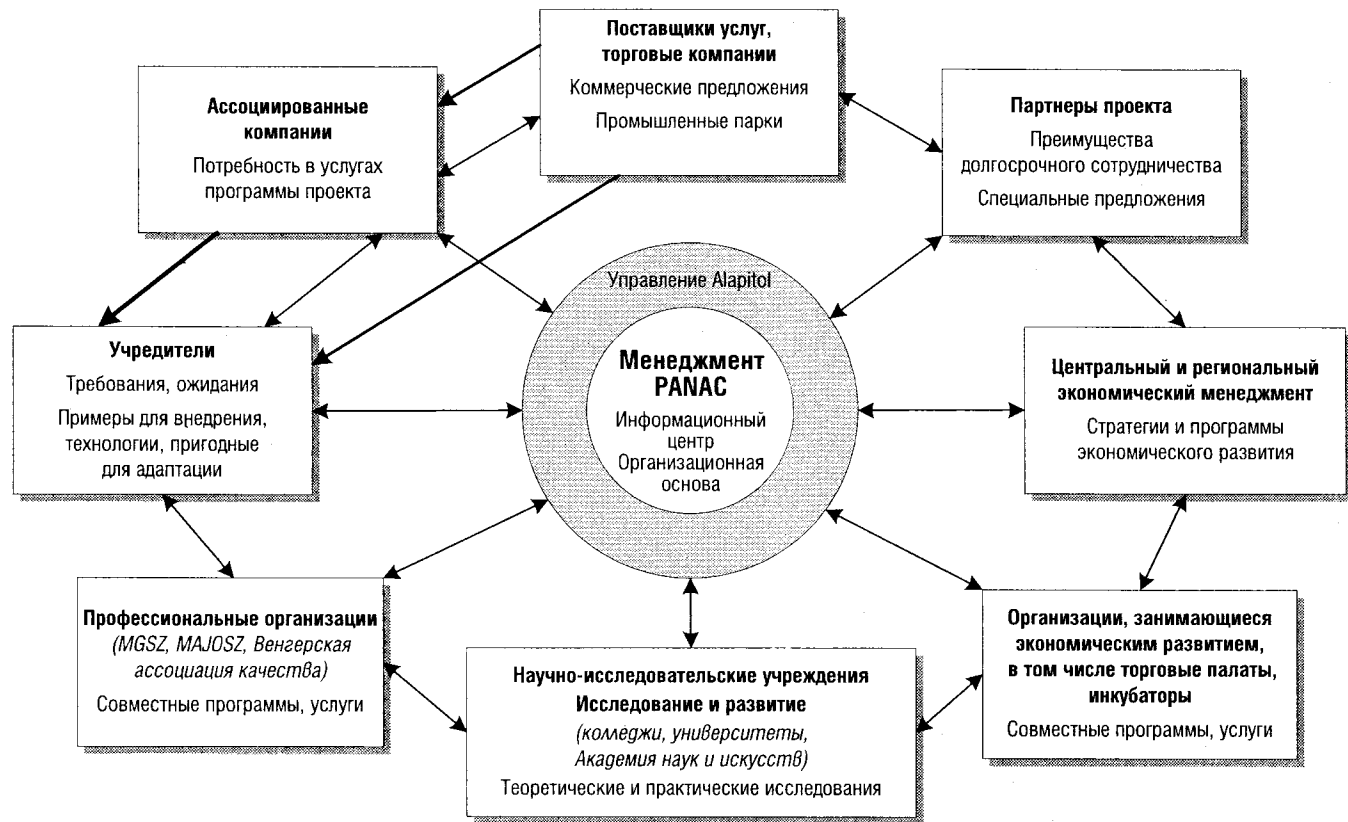 Поставщики услуг,
торговые компании
Коммерческие предложения
Промышленные парки
Ассоциированные
компании
Потребность в услугах
программы проекта
Партнеры проекта
Преимущества
долгосрочного сотрудничества
Специальные предложения
Управление Alapitol
Менеджмент
PANAC
Информационный
центр
Организационная
основа
Учредители
Требования, ожидания
Примеры для внедрения,
технологии, пригодные
для адаптации
Центральный и региональный
экономический менеджмент
Стратегии и программы
экономического развития
Профессиональные организации
(MGSZ, MAJOSZ, Венгерская
ассоциация качества)
Совместные программы, услуги
Научно-исследовательские учреждения
Исследование и развитие
(колледжи, университеты,
Академия наук и искусств)
Теоретические и практические исследования
Организации, занимающиеся
экономическим развитием,
в том числе торговые палаты,
инкубаторы
Совместные программы, услуги